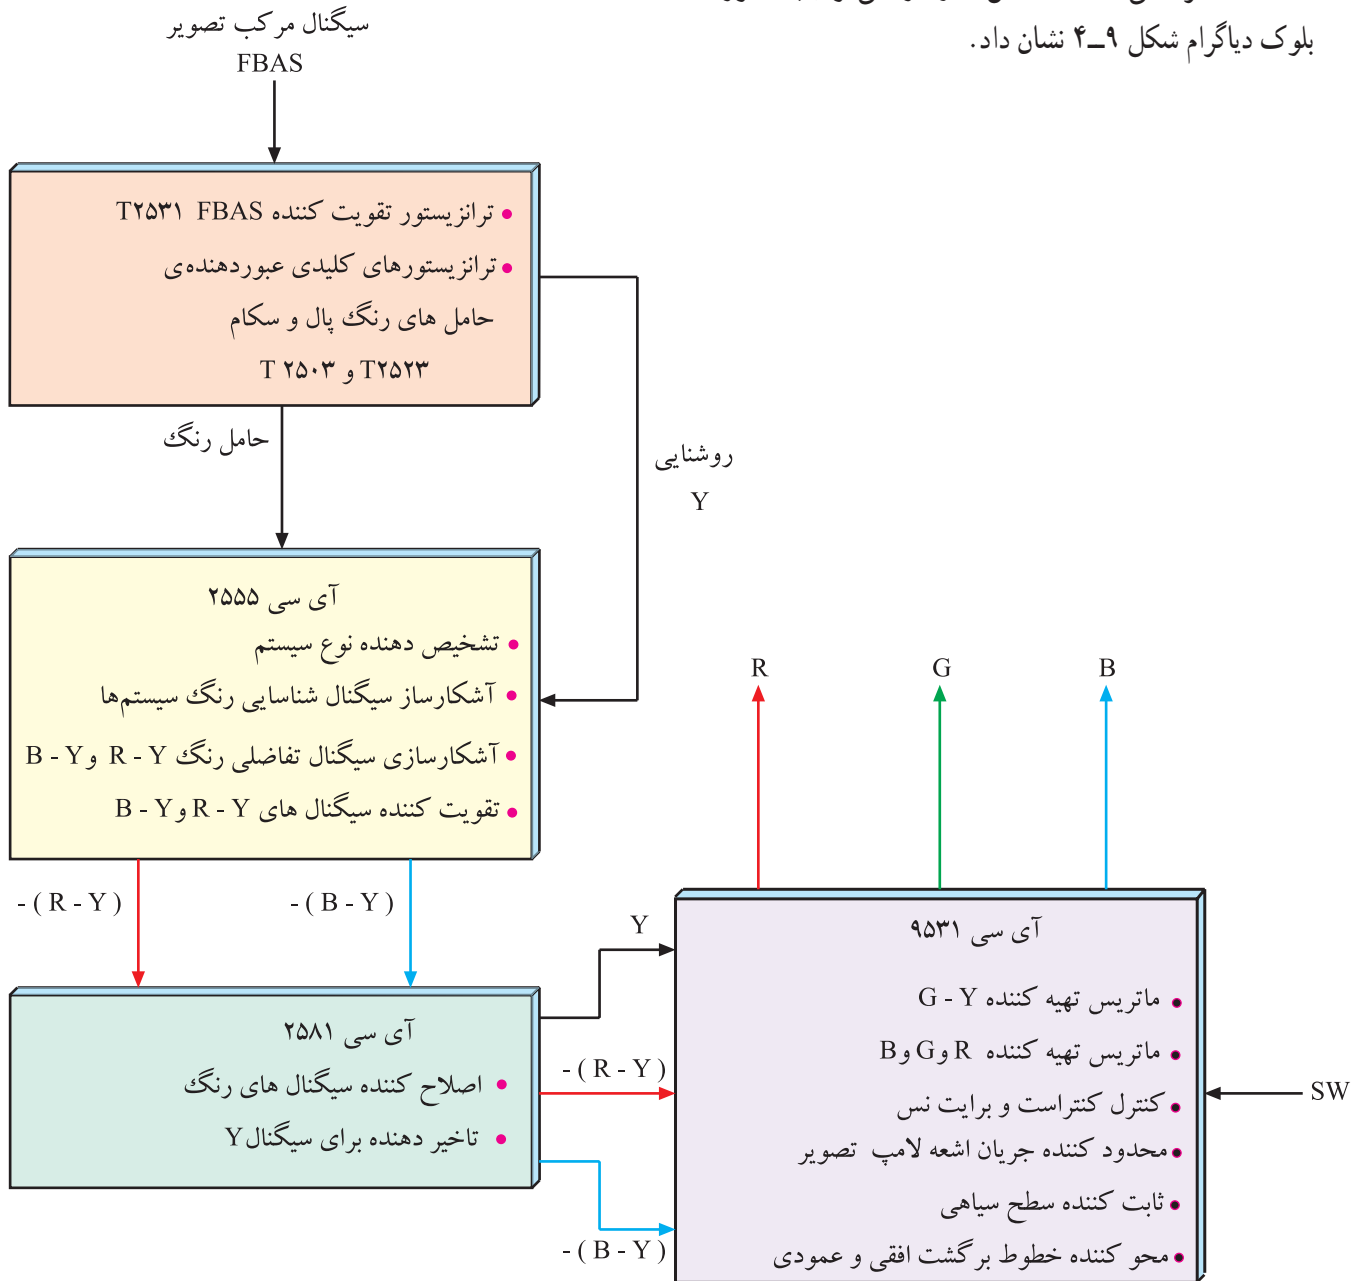 بلوک دیاگرام شکل ۹ــ۴ نشان داد.
سیگنال مرکب تصویر
FBAS
• ترانزیستور تقویت کننده T۲۵۳۱ FBAS
• ترانزیستورهای کلیدی عبوردهنده‌ی
حامل های رنگ پال و سکام
T۲۵۲۳ و T ۲۵۰۳
حامل رنگ
روشنایی
Y
آی سی ۲۵۵۵
• تشخیص دهنده نوع سیستم
• آشکارساز سیگنال شناسایی رنگ سیستم‌ها
• آشکارسازی سیگنال تفاضلی رنگ R - Y و B - Y
• تقویت کننده سیگنال های R - Y و B - Y
- ( R - Y )
- ( B - Y )
آی سی ۲۵۸۱
• اصلاح کننده سیگنال های رنگ
• تاخیر دهنده برای سیگنال Y
Y
- ( R - Y )
- ( B - Y )
R
G
B
آی سی ۹۵۳۱
• ماتریس تهیه کننده G - Y
• ماتریس تهیه کننده R و G و B
• کنترل کنتراست و برایت نس
• محدود کننده جریان اشعه لامپ تصویر
• ثابت کننده سطح سیاهی
• محو کننده خطوط برگشت افقی و عمودی
SW